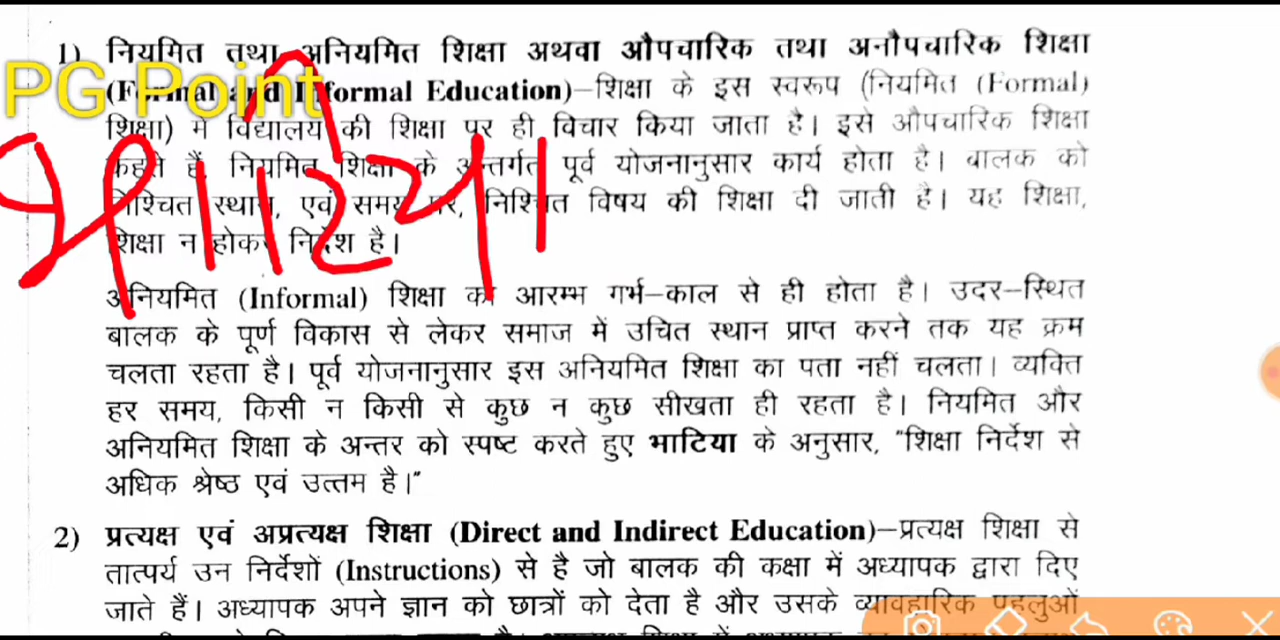 1) नियमित तथा अनियमित शिक्षा अथवा औपचारिक तथा अनौपचारिक शिक्षा
PG Point
(Formal and Informal Education)–शिक्षा के इस स्वरूप (नियमित (Formal)
शिक्षा) में विद्यालय की शिक्षा पर ही विचार किया जाता है। इसे औपचारिक शिक्षा
कहते हैं, नियमित शिक्षा के अन्तर्गत पूर्व योजनानुसार कार्य होता है। बालक को
निश्चित स्थान, एवं समय पर, निश्चित विषय की शिक्षा दी जाती है। यह शिक्षा,
शिक्षा न होकर निर्देश है।
अनियमित (Informal) शिक्षा का आरम्भ गर्भ–काल से ही होता है। उदर–स्थित
बालक के पूर्ण विकास से लेकर समाज में उचित स्थान प्राप्त करने तक यह क्रम
चलता रहता है। पूर्व योजनानुसार इस अनियमित शिक्षा का पता नहीं चलता। व्यक्ति
हर समय, किसी न किसी से कुछ न कुछ सीखता ही रहता है। नियमित और
अनियमित शिक्षा के अन्तर को स्पष्ट करते हुए भाटिया के अनुसार, "शिक्षा निर्देश से
अधिक श्रेष्ठ एवं उत्तम है।"
2) प्रत्यक्ष एवं अप्रत्यक्ष शिक्षा (Direct and Indirect Education)–प्रत्यक्ष शिक्षा से
तात्पर्य उन निर्देशों (Instructions) से है जो बालक की कक्षा में अध्यापक द्वारा दिए
जाते हैं। अध्यापक अपने ज्ञान को छात्रों को देता है और उसके व्यावहारिक पहलुओं